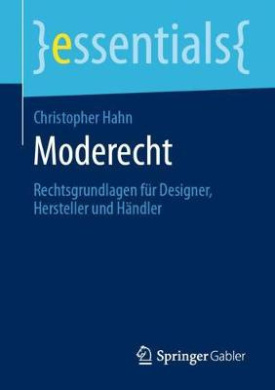 }essentials{
Christopher Hahn
Moderecht
Rechtsgrundlagen für Designer,
Hersteller und Händler
Springer Gabler